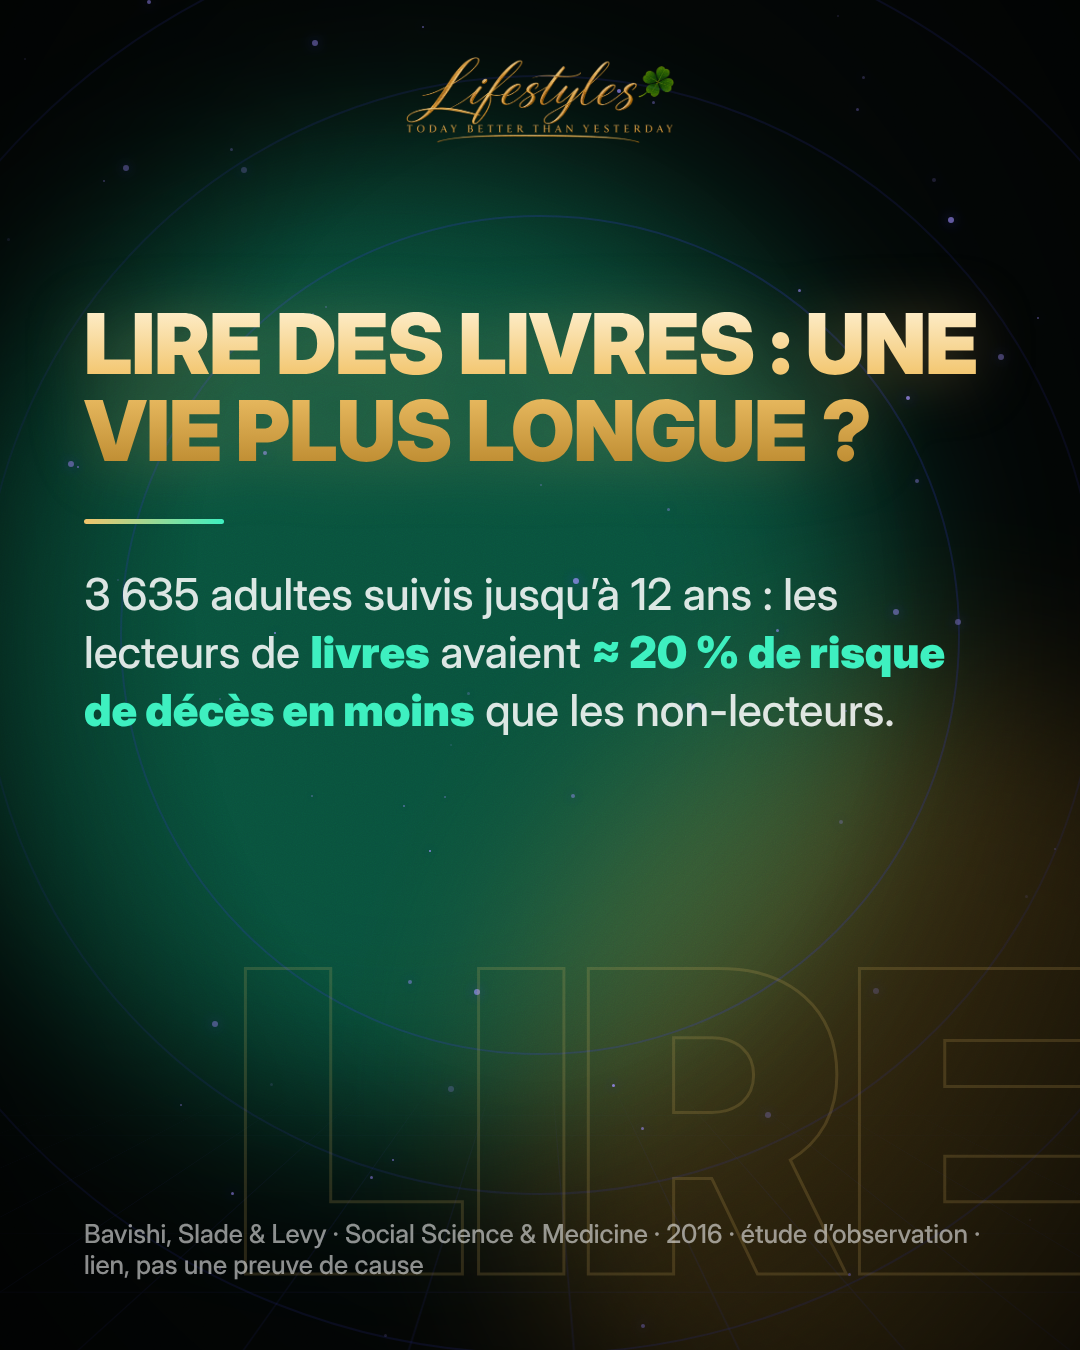 Lifestyles
TODAY BETTER THAN YESTERDAY
LIRE DES LIVRES : UNE
VIE PLUS LONGUE ?
3 635 adultes suivis jusqu’à 12 ans : les
lecteurs de livres avaient ≈ 20 % de risque
de décès en moins que les non-lecteurs.
LIRE
Bavishi, Slade & Levy · Social Science & Medicine · 2016 · étude d’observation ·
lien, pas une preuve de cause